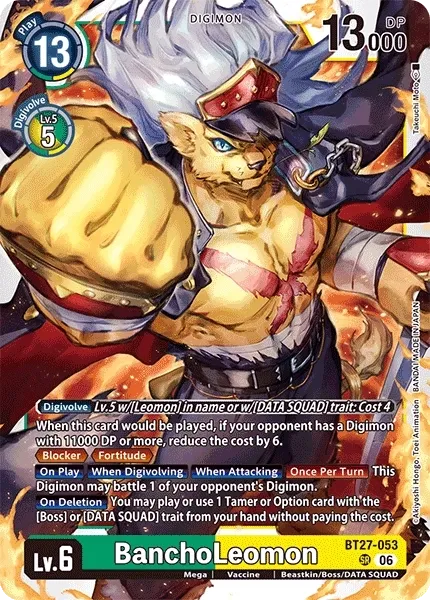 DIGIMON
Play
13
13000
DP
Digivolve
Lv.5
5
Takeuchi Moto
Digivolve Lv.5 w/[Leomon] in name or w/[DATA SQUAD] trait: Cost 4
When this card would be played, if your opponent has a Digimon
with 11000 DP or more, reduce the cost by 6.
Blocker Fortitude
On Play When Digivolving When Attacking Once Per Turn This
Digimon may battle 1 of your opponent's Digimon.
On Deletion You may play or use 1 Tamer or Option card with the
[Boss] or [DATA SQUAD] trait from your hand without paying the cost.
©Akiyoshi Hongo, Toei Animation BANDAI MADE IN JAPAN
Lv.6
BanchoLeomon
BT27-053
SR 06
Mega | Vaccine | Beastkin/Boss/DATA SQUAD